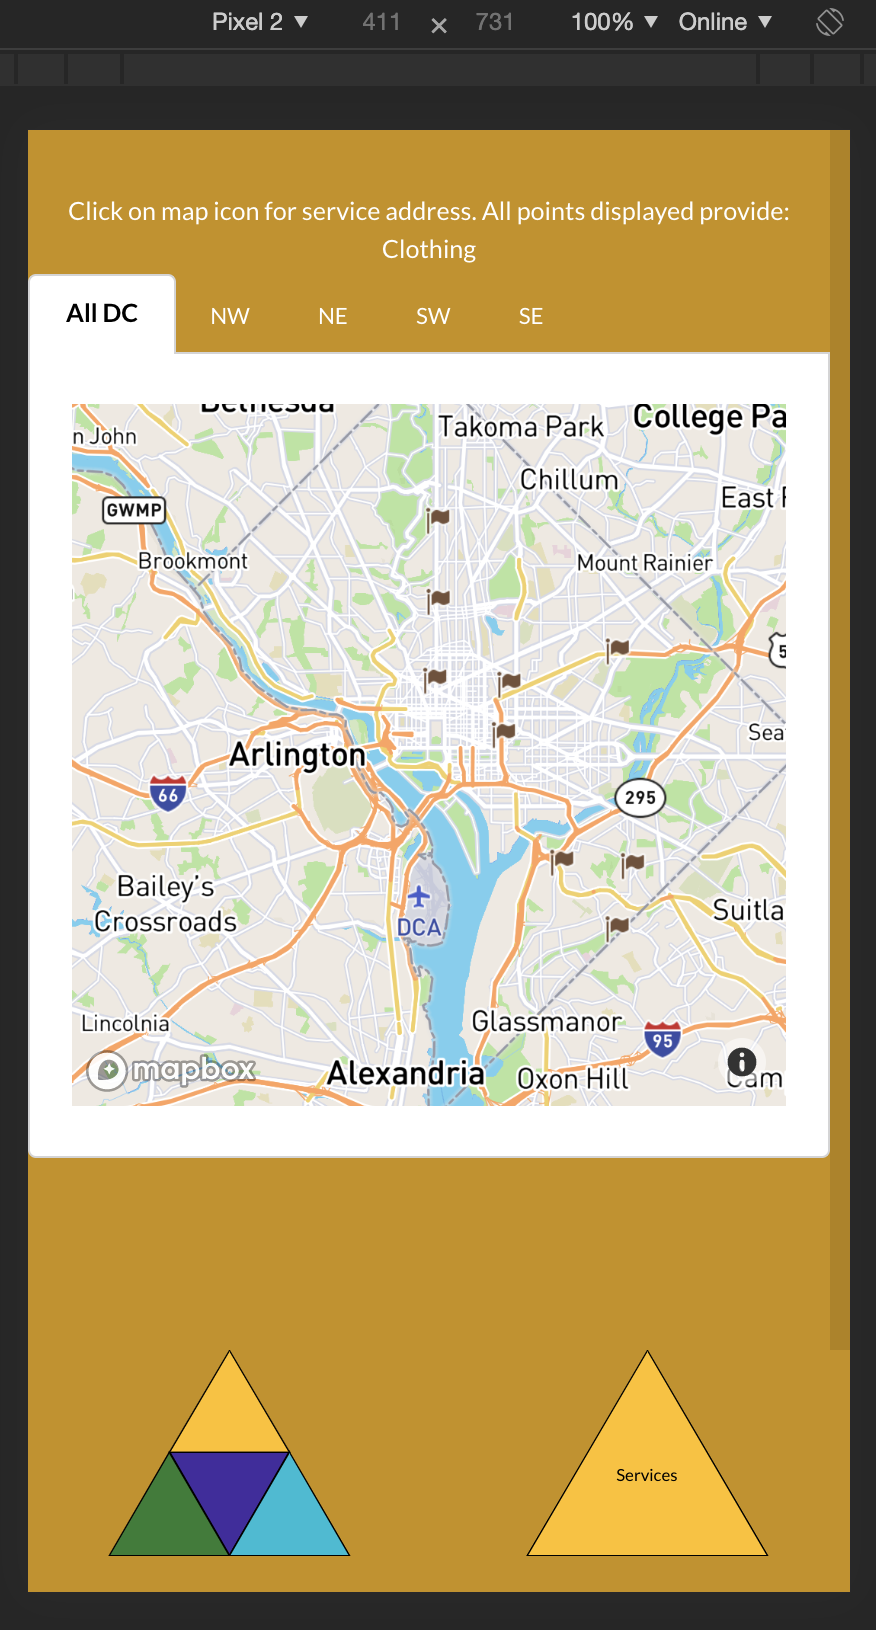 Pixel 2 ▼ 411 × 731 100% ▼ Online ▼
Click on map icon for service address. All points displayed provide:
Clothing
All DC NW NE SW SE
Bethesda
Takoma Park
College Pa
n John
Chillum
East
GWMP
Brookmont
Mount Rainier
5
Sea
Arlington
66
295
Bailey's
Crossroads
Suitla
DCA
Lincolnia
Glassmanor
95
mapbox
Alexandria
Oxon Hill
Cam
Services